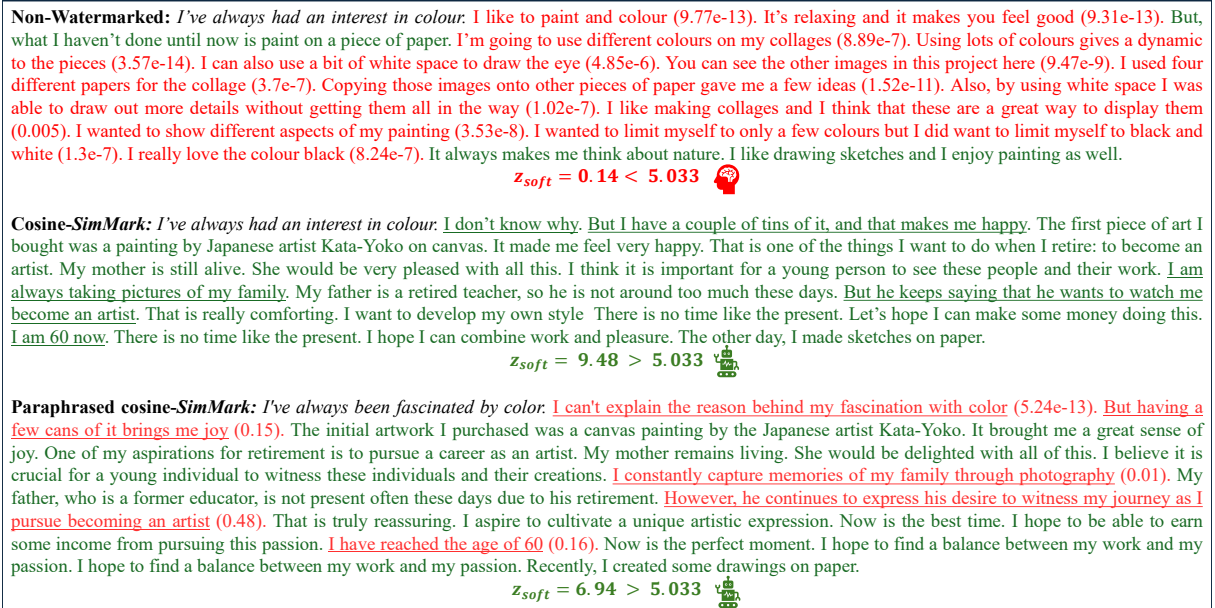 Non-Watermarked: I've always had an interest in colour. I like to paint and colour (9.77e-13). It's relaxing and it makes you feel good (9.31e-13). But,
what I haven't done until now is paint on a piece of paper. I'm going to use different colours on my collages (8.89e-7). Using lots of colours gives a dynamic
to the pieces (3.57e-14). I can also use a bit of white space to draw the eye (4.85e-6). You can see the other images in this project here (9.47e-9). I used four
different papers for the collage (3.7e-7). Copying those images onto other pieces of paper gave me a few ideas (1.52e-11). Also, by using white space I was
able to draw out more details without getting them all in the way (1.02e-7). I like making collages and I think that these are a great way to display them
(0.005). I wanted to show different aspects of my painting (3.53e-8). I wanted to limit myself to only a few colours but I did want to limit myself to black and
white (1.3e-7). I really love the colour black (8.24e-7). It always makes me think about nature. I like drawing sketches and I enjoy painting as well.
z_soft = 0.14 < 5.033
Cosine-SimMark: I've always had an interest in colour. I don't know why. But I have a couple of tins of it, and that makes me happy. The first piece of art I
bought was a painting by Japanese artist Kata-Yoko on canvas. It made me feel very happy. That is one of the things I want to do when I retire: to become an
artist. My mother is still alive. She would be very pleased with all this. I think it is important for a young person to see these people and their work. I am
always taking pictures of my family. My father is a retired teacher, so he is not around too much these days. But he keeps saying that he wants to watch me
become an artist. That is really comforting. I want to develop my own style  There is no time like the present. Let's hope I can make some money doing this.
I am 60 now. There is no time like the present. I hope I can combine work and pleasure. The other day, I made sketches on paper.
z_soft = 9.48 > 5.033
Paraphrased cosine-SimMark: I've always been fascinated by color. I can't explain the reason behind my fascination with color (5.24e-13). But having a
few cans of it brings me joy (0.15). The initial artwork I purchased was a canvas painting by the Japanese artist Kata-Yoko. It brought me a great sense of
joy. One of my aspirations for retirement is to pursue a career as an artist. My mother remains living. She would be delighted with all of this. I believe it is
crucial for a young individual to witness these individuals and their creations. I constantly capture memories of my family through photography (0.01). My
father, who is a former educator, is not present often these days due to his retirement. However, he continues to express his desire to witness my journey as I
pursue becoming an artist (0.48). That is truly reassuring. I aspire to cultivate a unique artistic expression. Now is the best time. I hope to be able to earn
some income from pursuing this passion. I have reached the age of 60 (0.16). Now is the perfect moment. I hope to find a balance between my work and my
passion. I hope to find a balance between my work and my passion. Recently, I created some drawings on paper.
z_soft = 6.94 > 5.033